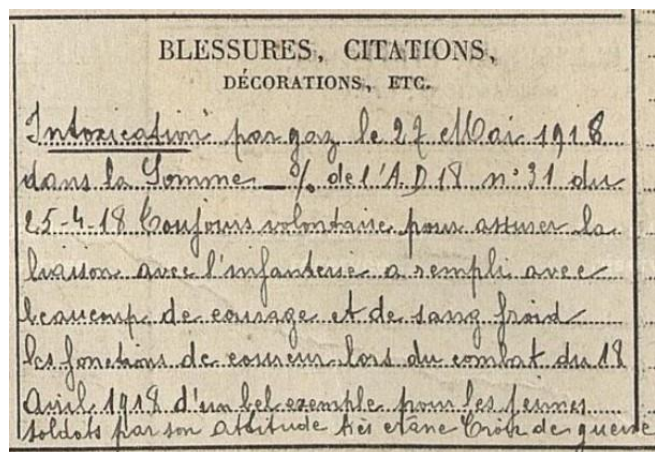 BLESSURES, CITATIONS,
DÉCORATIONS, ETC.
Intoxication par gaz le 27 Mai 1918
dans la Somme _ % de l'A.D 18 n° 31 du
25-4-18 Toujours volontaire pour assurer la
liaison avec l'infanterie a rempli avec
beaucoup de courage et de sang froid
les fonctions de coureur lors du combat du 18
Avril 1918 d'un bel exemple pour les jeunes
soldats par son attitude très crâne Croix de guerre